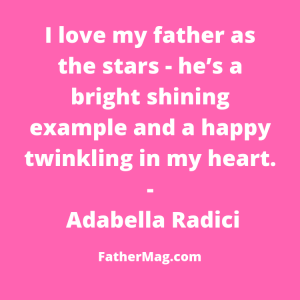 I love my father as
the stars - he’s a
bright shining
example and a happy
twinkling in my heart.
-
Adabella Radici
FatherMag.com